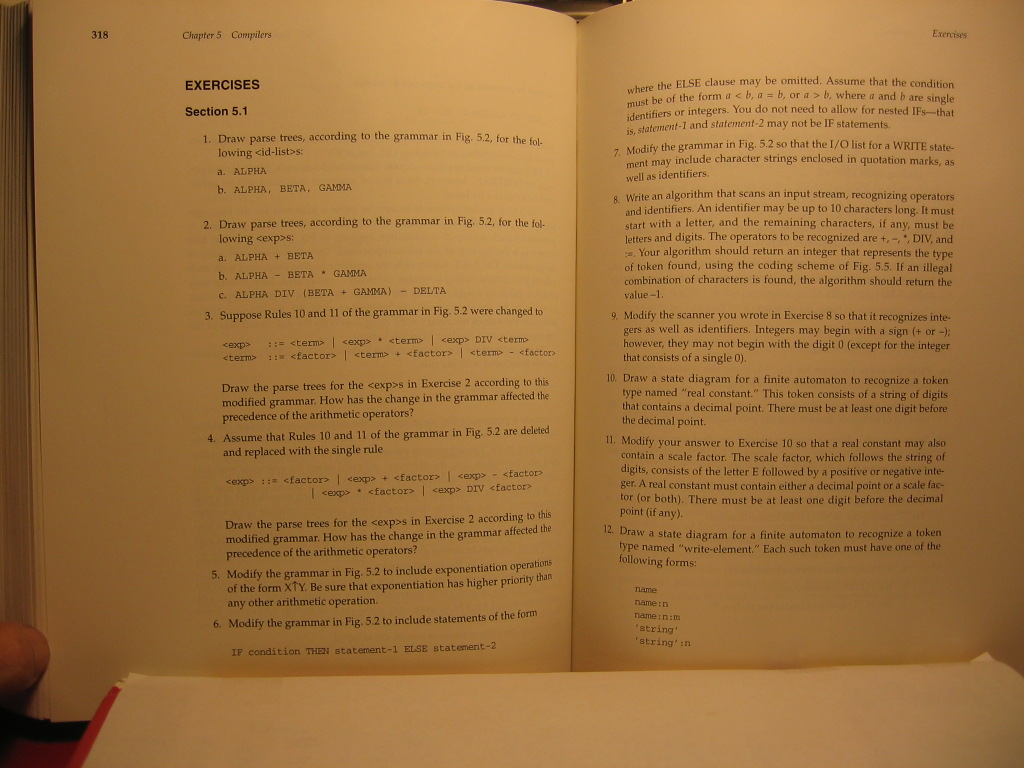 318
Chapter 5 Compilers
EXERCISES
Section 5.1
1. Draw parse trees, according to the grammar in Fig. 5.2, for the fol-
lowing <id-list>s:
a. ALPHA
b. ALPHA, BETA, GAMMA
2. Draw parse trees, according to the grammar in Fig. 5.2, for the fol-
lowing <exp>s:
a. ALPHA + BETA
b. ALPHA - BETA * GAMMA
c. ALPHA DIV (BETA + GAMMA) - DELTA
3. Suppose Rules 10 and 11 of the grammar in Fig. 5.2 were changed to
<exp> ::= <term> | <exp> * <term> | <exp> DIV <term>
<term> ::= <factor> | <term> + <factor> | <term> - <factor>
Draw the parse trees for the <exp>s in Exercise 2 according to this
modified grammar. How has the change in the grammar affected the
precedence of the arithmetic operators?
4. Assume that Rules 10 and 11 of the grammar in Fig. 5.2 are deleted
and replaced with the single rule
<exp> ::= <factor> | <exp> + <factor> | <exp> - <factor>
| <exp> * <factor> | <exp> DIV <factor>
Draw the parse trees for the <exp>s in Exercise 2 according to this
modified grammar. How has the change in the grammar affected the
precedence of the arithmetic operators?
5. Modify the grammar in Fig. 5.2 to include exponentiation operations
of the form X↑Y. Be sure that exponentiation has higher priority than
any other arithmetic operation.
6. Modify the grammar in Fig. 5.2 to include statements of the form
IF condition THEN statement-1 ELSE statement-2
Exercises
where the ELSE clause may be omitted. Assume that the condition
must be of the form a < b, a = b, or a > b, where a and b are single
identifiers or integers. You do not need to allow for nested IFs—that
is, statement-1 and statement-2 may not be IF statements.
7. Modify the grammar in Fig. 5.2 so that the I/O list for a WRITE state-
ment may include character strings enclosed in quotation marks, as
well as identifiers.
8. Write an algorithm that scans an input stream, recognizing operators
and identifiers. An identifier may be up to 10 characters long. It must
start with a letter, and the remaining characters, if any, must be
letters and digits. The operators to be recognized are +, –, *, DIV, and
:=. Your algorithm should return an integer that represents the type
of token found, using the coding scheme of Fig. 5.5. If an illegal
combination of characters is found, the algorithm should return the
value –1.
9. Modify the scanner you wrote in Exercise 8 so that it recognizes inte-
gers as well as identifiers. Integers may begin with a sign (+ or –);
however, they may not begin with the digit 0 (except for the integer
that consists of a single 0).
10. Draw a state diagram for a finite automaton to recognize a token
type named "real constant." This token consists of a string of digits
that contains a decimal point. There must be at least one digit before
the decimal point.
11. Modify your answer to Exercise 10 so that a real constant may also
contain a scale factor. The scale factor, which follows the string of
digits, consists of the letter E followed by a positive or negative inte-
ger. A real constant must contain either a decimal point or a scale fac-
tor (or both). There must be at least one digit before the decimal
point (if any).
12. Draw a state diagram for a finite automaton to recognize a token
type named "write-element." Each such token must have one of the
following forms:
name
name:n
name:n:m
'string'
'string':n